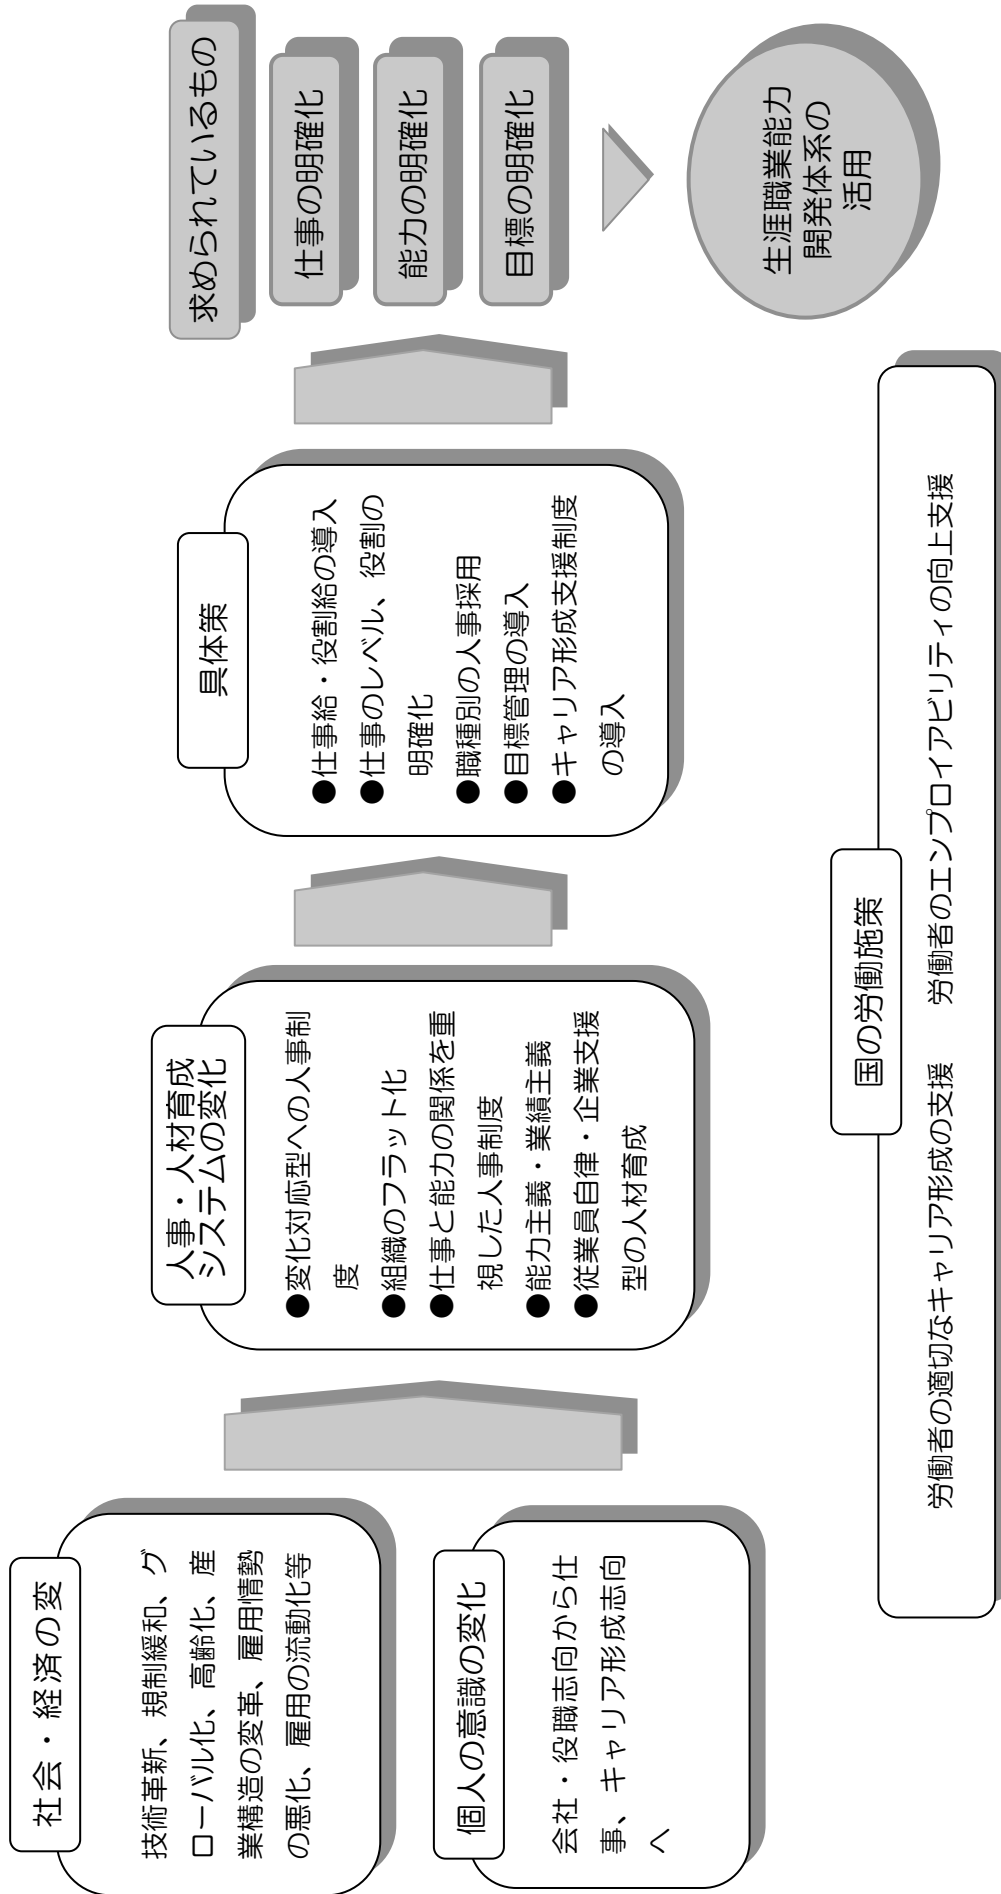 社会・経済の変
技術革新、規制緩和、グ
ローバル化、高齢化、産
業構造の変革、雇用情勢
の悪化、雇用の流動化等
個人の意識の変化
会社・役職志向から仕
事、キャリア形成志向
へ
人事・人材育成
システムの変化
●変化対応型への人事制
度
●組織のフラット化
●仕事と能力の関係を重
視した人事制度
●能力主義・業績主義
●従業員自律・企業支援
型の人材育成
具体策
●仕事給・役割給の導入
●仕事のレベル、役割の
明確化
●職種別の人事採用
●目標管理の導入
●キャリア形成支援制度
の導入
求められているもの
仕事の明確化
能力の明確化
目標の明確化
生涯職業能力
開発体系の
活用
国の労働施策
労働者の適切なキャリア形成の支援　労働者のエンプロイアビリティの向上支援